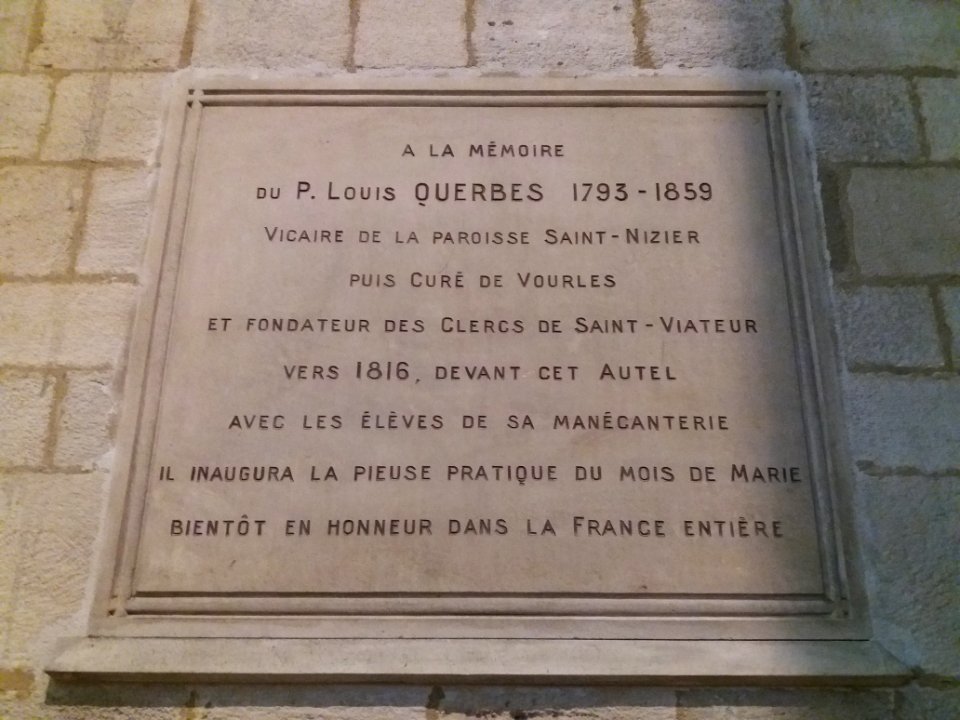 A LA MÉMOIRE
DU P. LOUIS QUERBES 1793-1859
VICAIRE DE LA PAROISSE SAINT-NIZIER
PUIS CURÉ DE VOURLES
ET FONDATEUR DES CLERCS DE SAINT-VIATEUR
VERS 1816, DEVANT CET AUTEL
AVEC LES ÉLÈVES DE SA MANÉCANTERIE
IL INAUGURA LA PIEUSE PRATIQUE DU MOIS DE MARIE
BIENTÔT EN HONNEUR DANS LA FRANCE ENTIÈRE